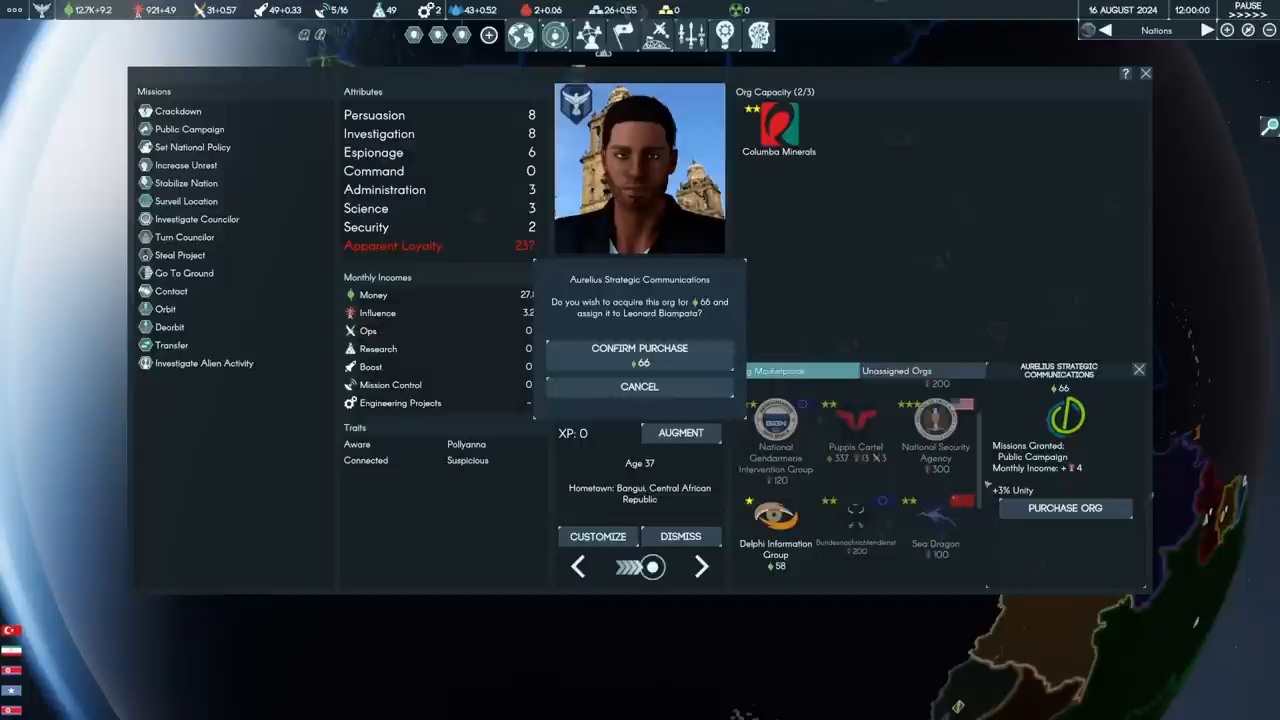 12.7K+9.2 921+4.9 31+0.03 49+0.33 5/16 49 2 43+0.52 2+0.06 26+0.55 0 0 16 AUGUST 2024 12:00:00 PAUSE
>>>>>
Nations
Missions
Crackdown
Public Campaign
Set National Policy
Increase Unrest
Stabilize Nation
Surveil Location
Investigate Councilor
Turn Councilor
Steal Project
Go To Ground
Contact
Orbit
Deorbit
Transfer
Investigate Alien Activity
Attributes
Persuasion 8
Investigation 8
Espionage 6
Command 0
Administration 3
Science 3
Security 2
Apparent Loyalty 23?
Monthly Incomes
Money 27.
Influence 3.2
Ops 0
Research 0
Boost 0
Mission Control 0
Engineering Projects -
Traits
Aware Pollyanna
Connected Suspicious
Aurelius Strategic Communications
Do you wish to acquire this org for 66 and
assign it to Leonard Biampata?
CONFIRM PURCHASE
66
CANCEL
XP: 0 AUGMENT
Age 37
Hometown: Bangui, Central African
Republic
CUSTOMIZE DISMISS
Org Capacity (2/3)
Columba Minerals
g Marketplace Unassigned Orgs
200
National
Gendarmerie
Intervention Group
120
Puppis Cartel
337 13 3
National Security
Agency
300
Delphi Information
Group
58
Bundesnachrichtendienst
200
Sea Dragon
100
AURELIUS STRATEGIC
COMMUNICATIONS
66
Missions Granted:
Public Campaign
Monthly Income: + 4
+3% Unity
PURCHASE ORG
?